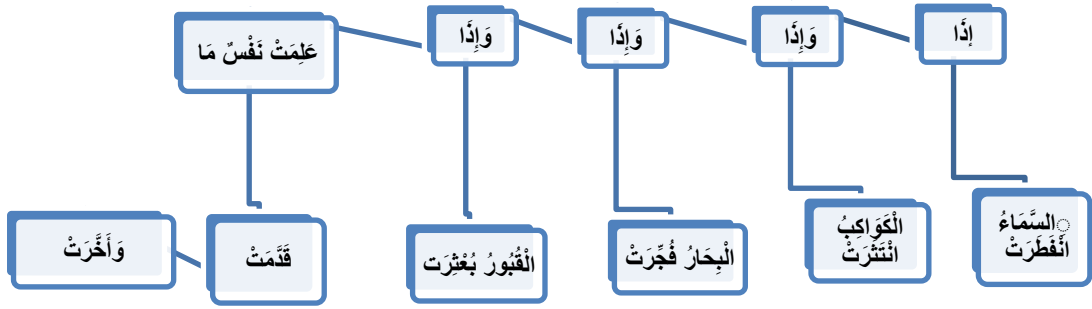 إِذَا
السَّمَاءُ
انْفَطَرَتْ
وَإِذَا
الْكَوَاكِبُ
انْتَثَرَتْ
وَإِذَا
الْبِحَارُ فُجِّرَتْ
وَإِذَا
الْقُبُورُ بُعْثِرَت
عَلِمَتْ نَفْسٌ مَا
قَدَّمَتْ
وَأَخَّرَتْ